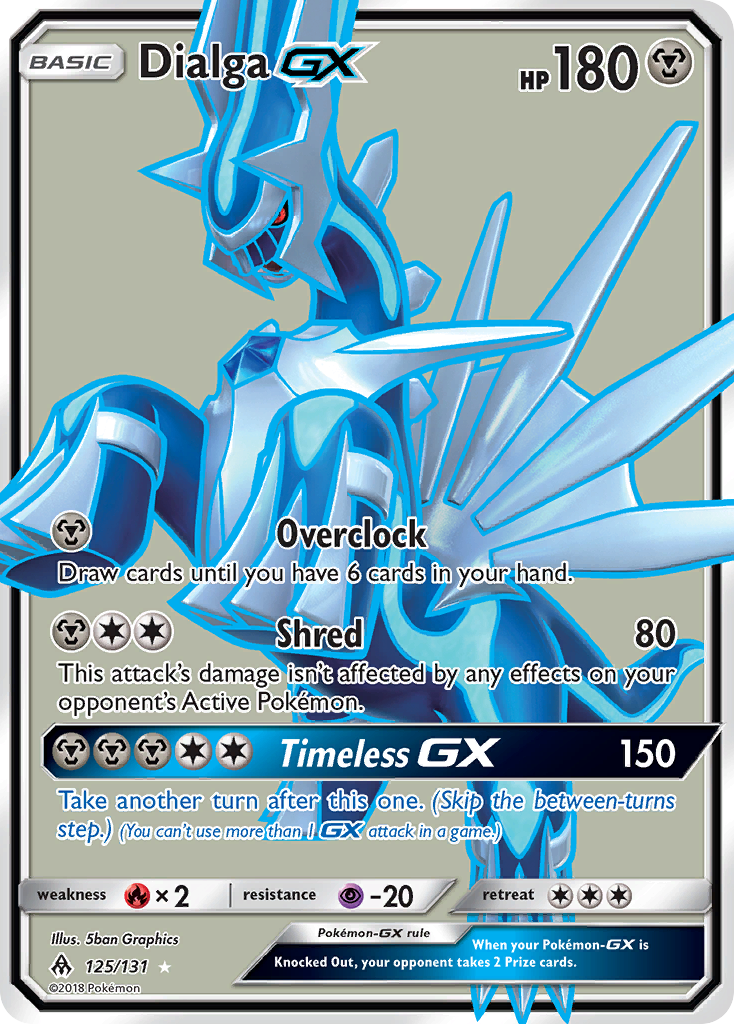 BASIC Dialga GX HP 180
Overclock
Draw cards until you have 6 cards in your hand.
Shred 80
This attack's damage isn't affected by any effects on your
opponent's Active Pokémon.
Timeless GX 150
Take another turn after this one. (Skip the between-turns
step.) (You can't use more than 1 GX attack in a game.)
weakness × 2 resistance -20 retreat
Illus. 5ban Graphics
125/131
©2018 Pokémon
Pokémon-GX rule
When your Pokémon-GX is
Knocked Out, your opponent takes 2 Prize cards.